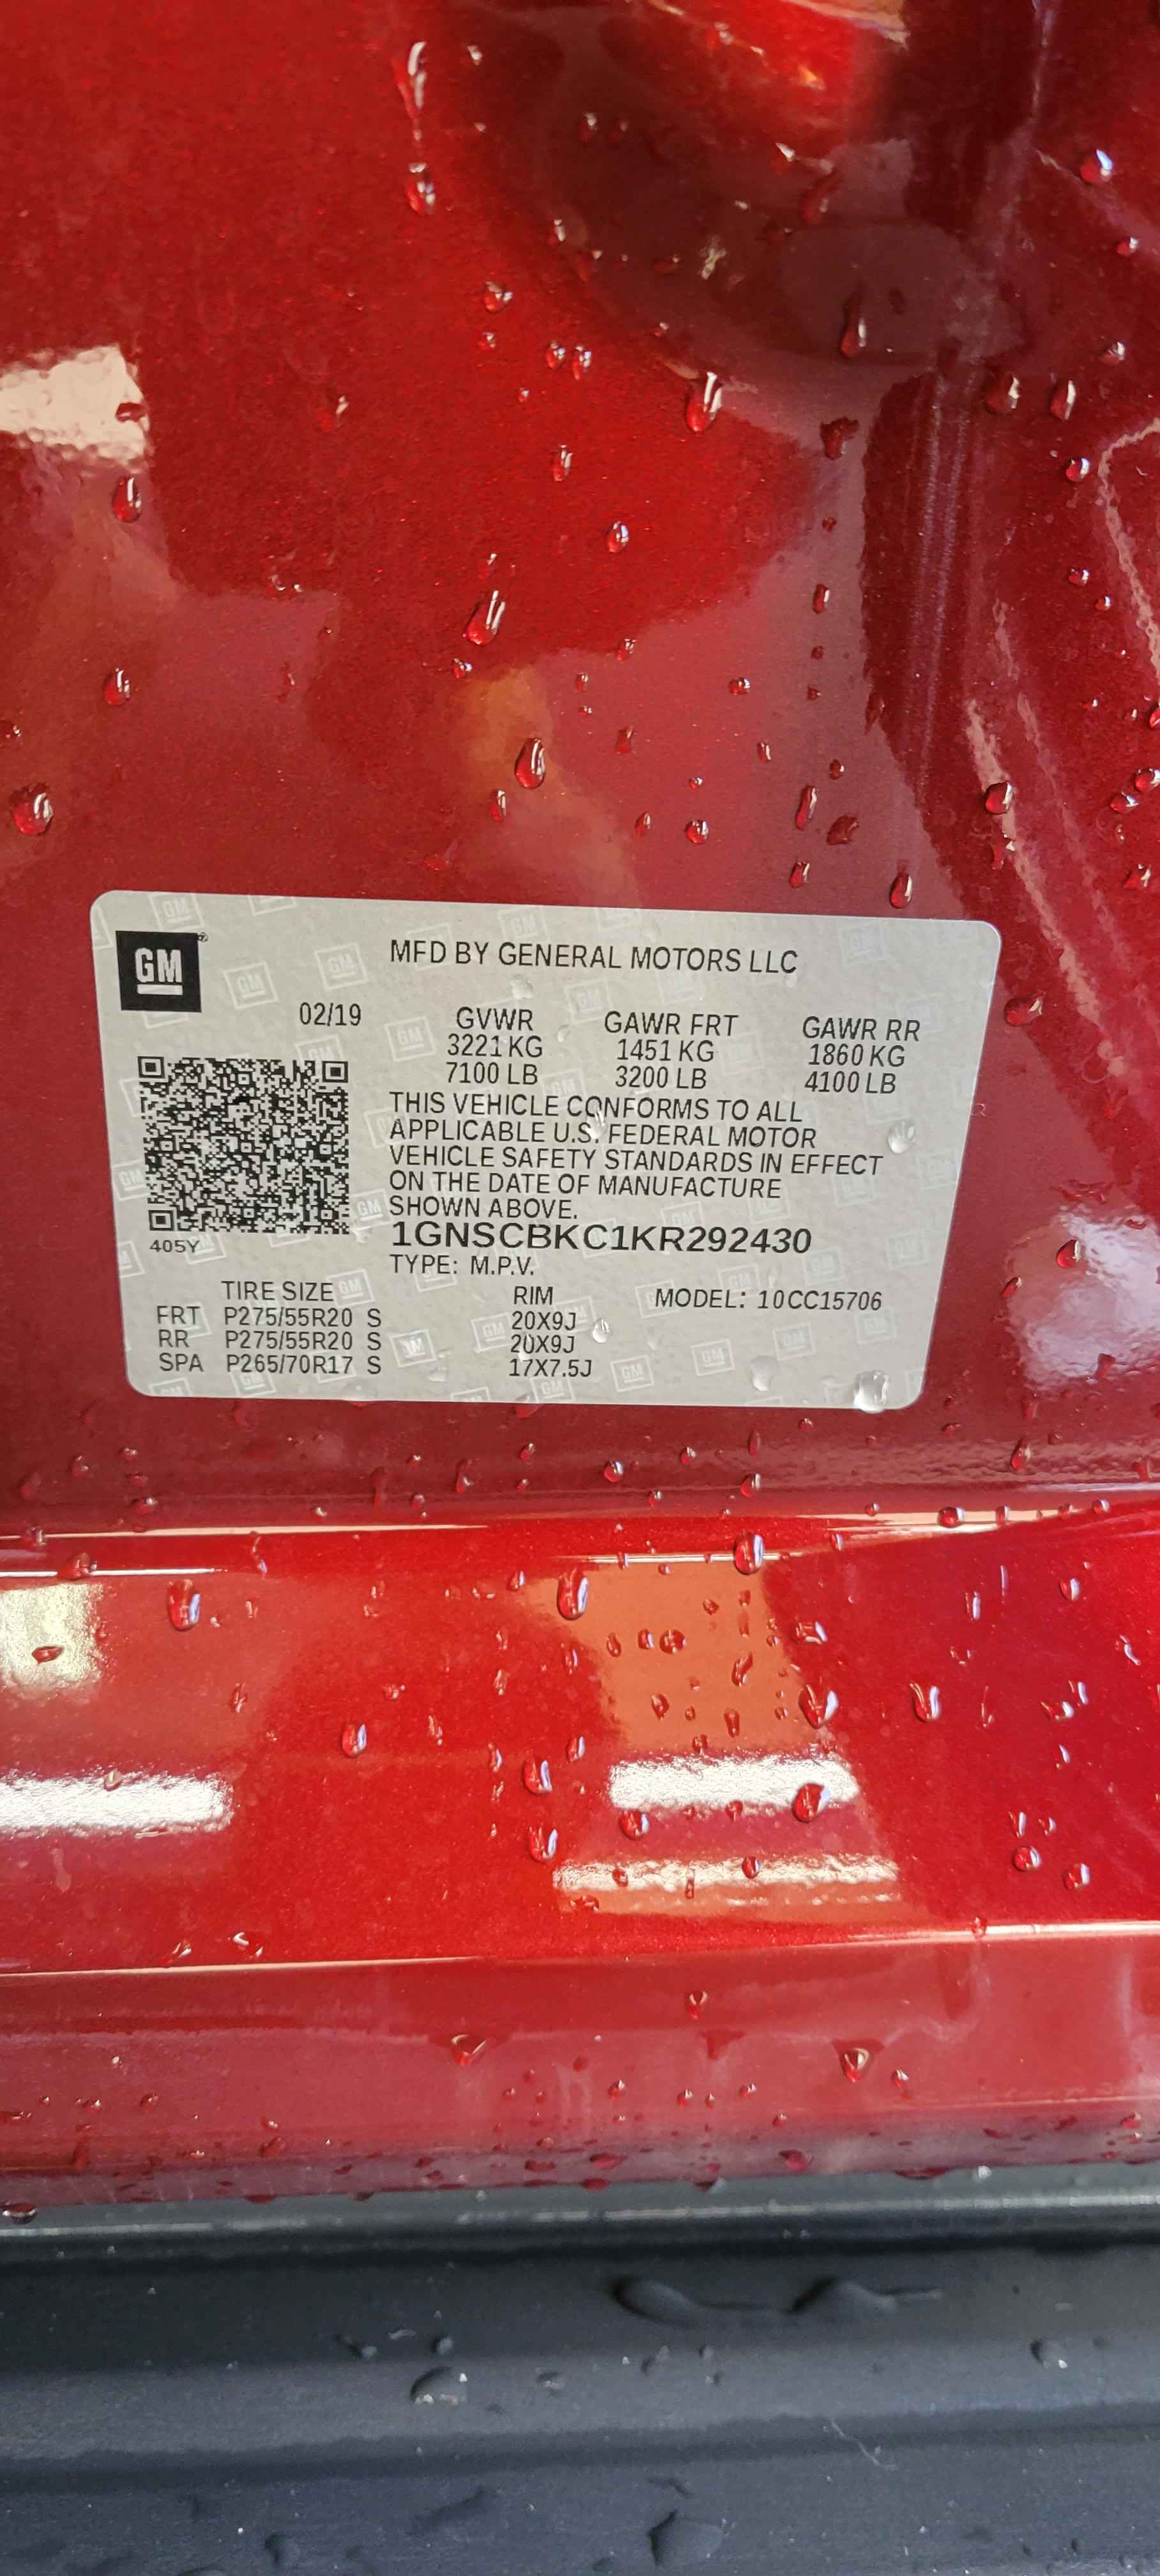 GM
MFD BY GENERAL MOTORS LLC
02/19 GVWR GAWR FRT GAWR RR
3221 KG 1451 KG 1860 KG
7100 LB 3200 LB 4100 LB
THIS VEHICLE CONFORMS TO ALL
APPLICABLE U.S. FEDERAL MOTOR
VEHICLE SAFETY STANDARDS IN EFFECT
ON THE DATE OF MANUFACTURE
SHOWN ABOVE.
1GNSCBKC1KR292430
405Y
TYPE: M.P.V.
TIRE SIZE RIM MODEL: 10CC15706
FRT P275/55R20 S 20X9J
RR P275/55R20 S 20X9J
SPA P265/70R17 S 17X7.5J